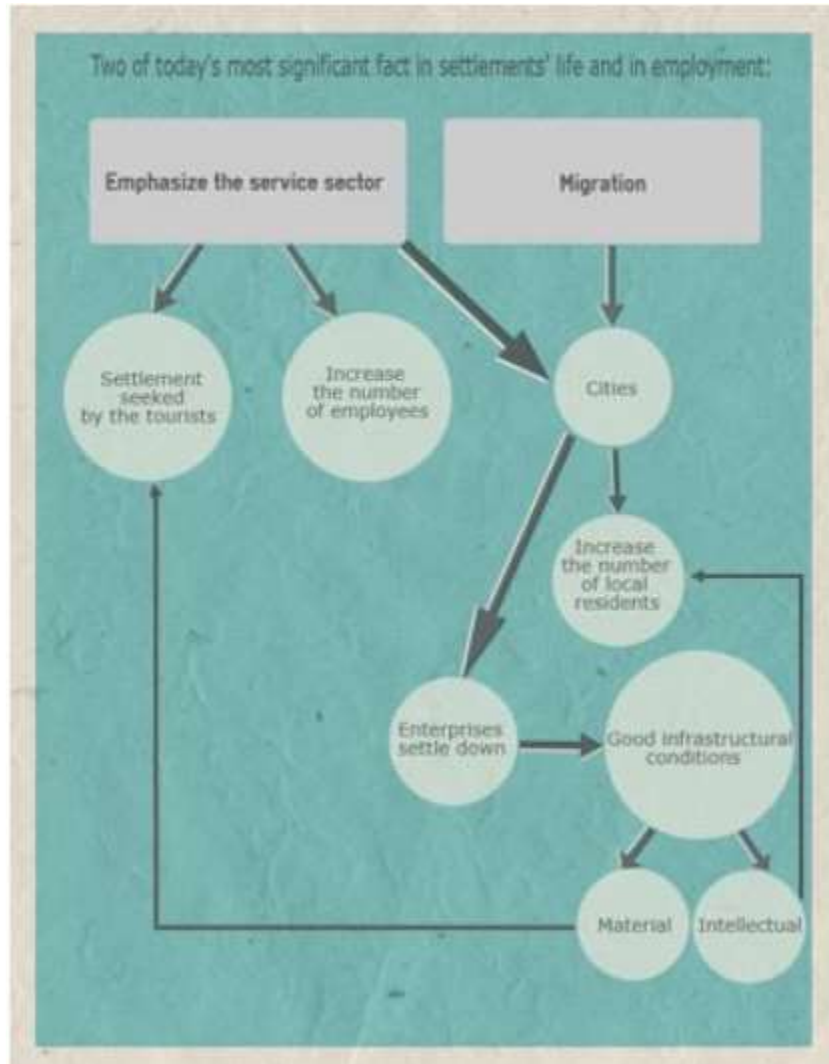 Two of today's most significant fact in settlements' life and in employment:
Emphasize the service sector
Migration
Settlement
seeked
by the tourists
Increase
the number
of employees
Cities
Increase
the number
of local
residents
Enterprises
settle down
Good infrastructural
conditions
Material
Intellectual